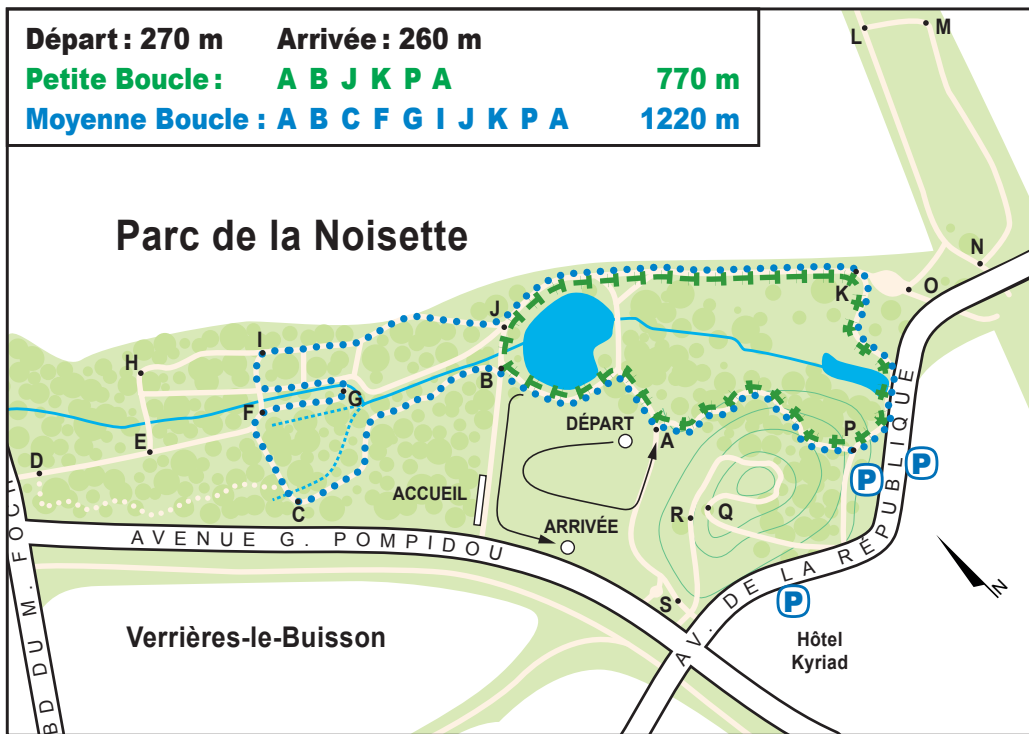 Départ : 270 m Arrivée : 260 m
Petite Boucle : A B J K P A 770 m
Moyenne Boucle : A B C F G I J K P A 1220 m
L
M
Parc de la Noisette
N
O
K
J
I
H
B
G
F
DÉPART
A
P
E
D
ACCUEIL
C
ARRIVÉE
R
Q
P
P
S
P
AVENUE G. POMPIDOU
AV. DE LA RÉPUBLIQUE
BD DU M. FOCH
N
Verrières-le-Buisson
Hôtel
Kyriad